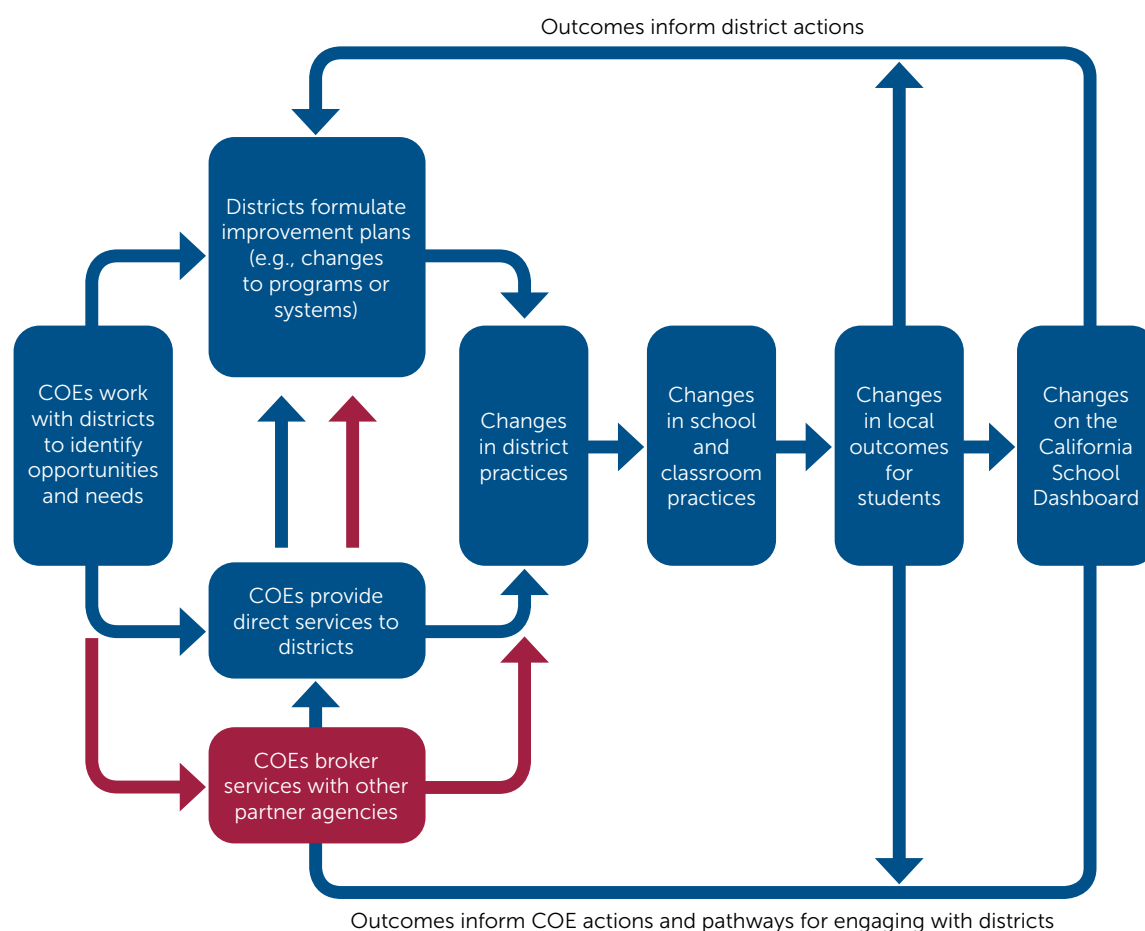 Outcomes inform district actions
Districts formulate
improvement plans
(e.g., changes
to programs or
systems)
COEs work
with districts
to identify
opportunities
and needs
Changes
in district
practices
Changes
in school
and
classroom
practices
Changes
in local
outcomes
for
students
Changes
on the
California
School
Dashboard
COEs provide
direct services to
districts
COEs broker
services with other
partner agencies
Outcomes inform COE actions and pathways for engaging with districts